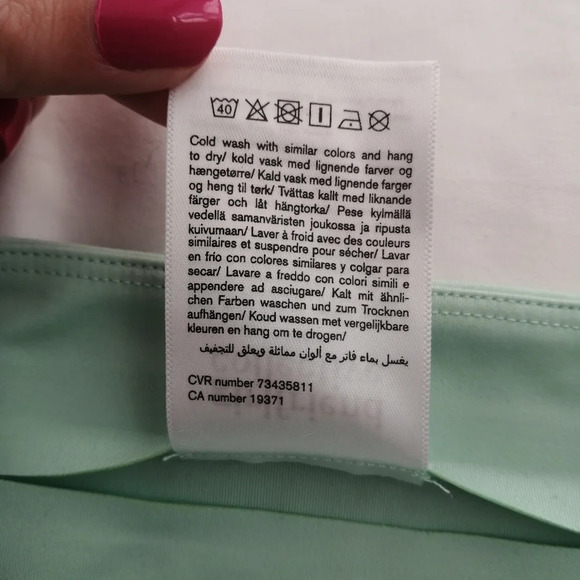 40
Cold wash with similar colors and hang
to dry/ kold vask med lignende farver og
hængetørre/ Kald vask med lignende farger
og heng til tørk/ Tvättas kallt med liknande
färger och låt hängtorka/ Pese kylmällä
vedellä samanväristen joukossa ja ripusta
kuivumaan/ Laver à froid avec des couleurs
similaires et suspendre pour sécher/ Lavar
en frío con colores similares y colgar para
secar/ Lavare a freddo con colori simili e
appendere ad asciugare/ Kalt mit ähnli-
chen Farben waschen und zum Trocknen
aufhängen/ Koud wassen met vergelijkbare
kleuren en hang om te drogen/
يغسل بماء فاتر مع ألوان مماثلة ويعلق للتجفيف
CVR number 73435811
CA number 19371